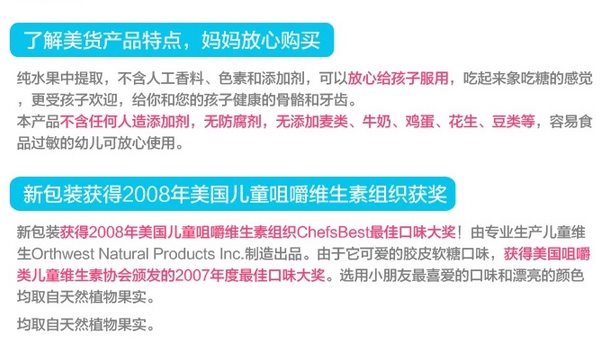 了解美货产品特点，妈妈放心购买
纯水果中提取，不含人工香料、色素和添加剂，可以放心给孩子服用，吃起来象吃糖的感觉
，更受孩子欢迎，给你和您的孩子健康的骨骼和牙齿。
本产品不含任何人造添加剂，无防腐剂，无添加麦类、牛奶、鸡蛋、花生、豆类等，容易食
品过敏的幼儿可放心使用。
新包装获得2008年美国儿童咀嚼维生素组织获奖
新包装获得2008年美国儿童咀嚼维生素组织ChefsBest最佳口味大奖！由专业生产儿童维
生Orthwest Natural Products Inc.制造出品。由于它可爱的胶皮软糖口味，获得美国咀嚼
类儿童维生素协会颁发的2007年度最佳口味大奖。选用小朋友最喜爱的口味和漂亮的颜色
均取自天然植物果实。
均取自天然植物果实。